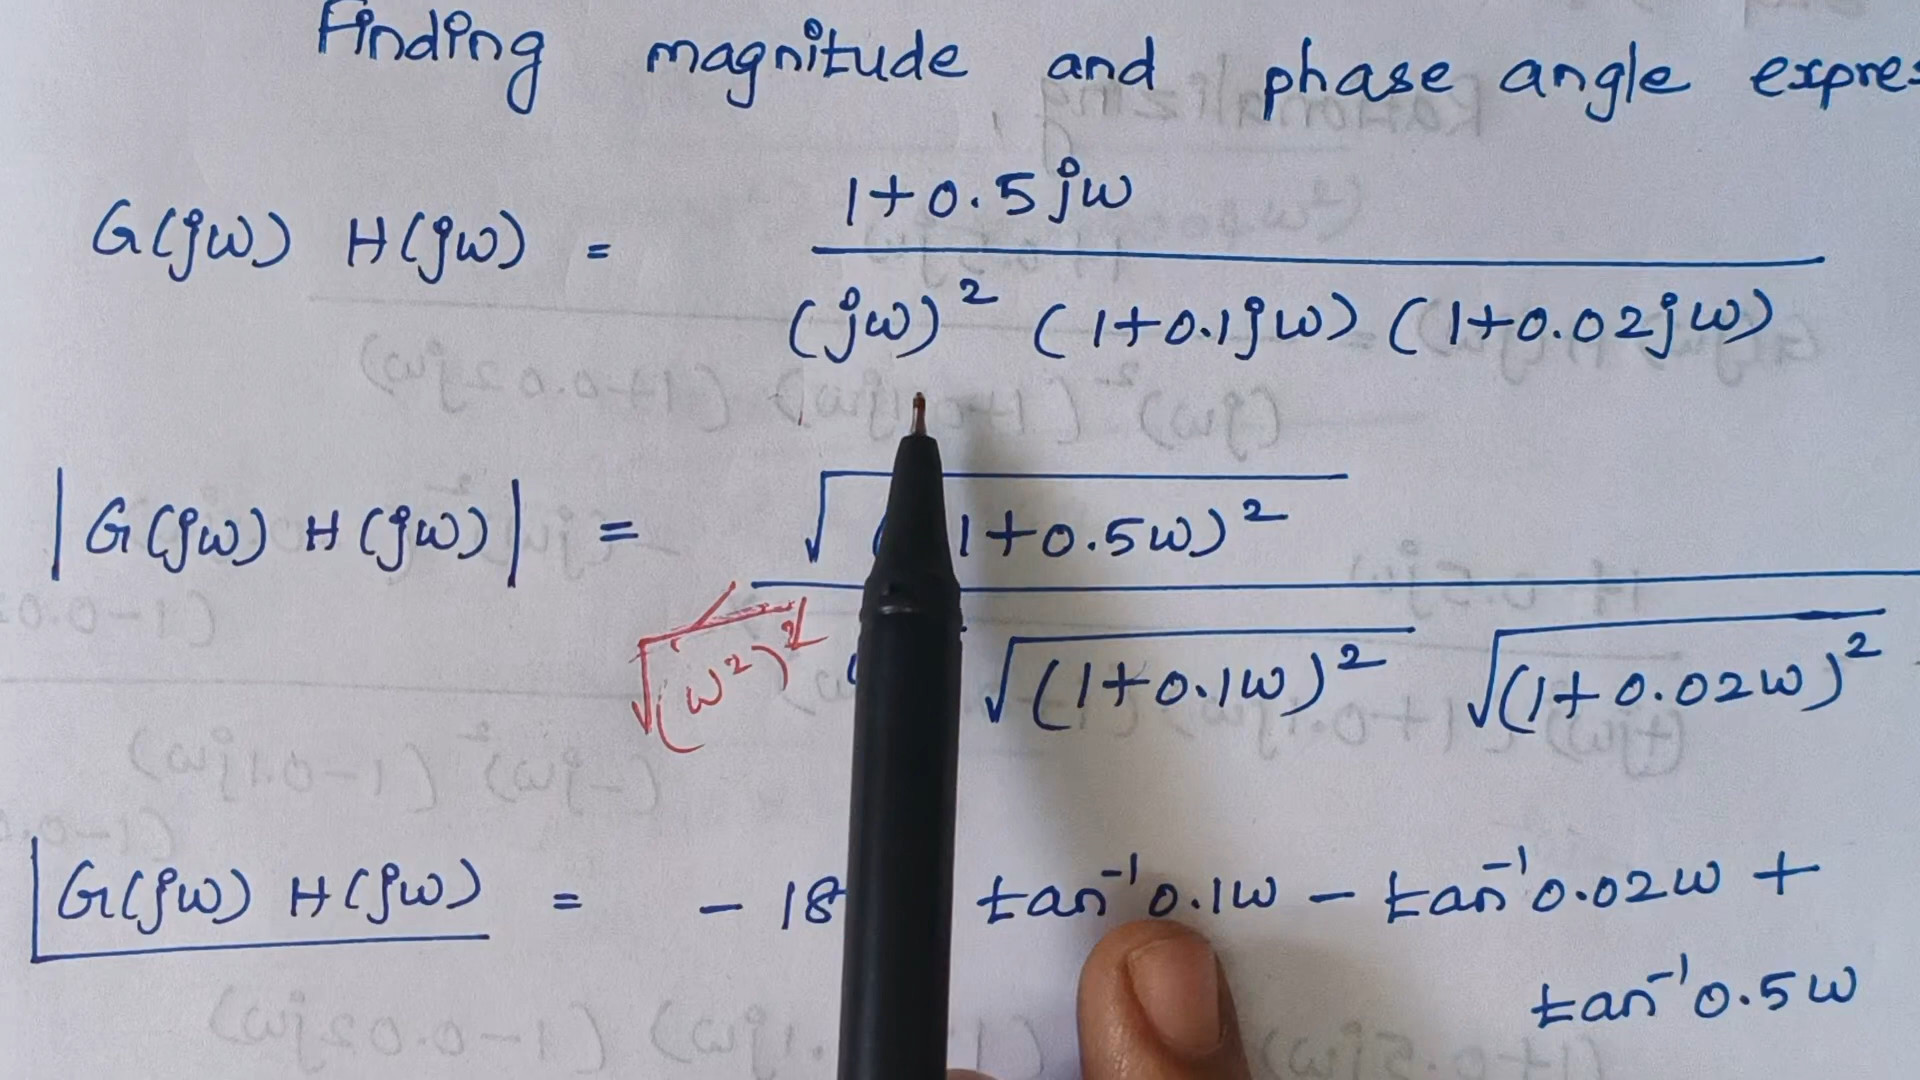 Finding magnitude and phase angle expres
G(jω) H(jω) = 1+0.5jω
(jω)² (1+0.1jω) (1+0.02jω)
|G(jω) H(jω)| = √(1+0.5ω)²
√(ω²)² √(1+0.1ω)² √(1+0.02ω)²
∠G(jω) H(jω) = -18 tan⁻¹0.1ω - tan⁻¹0.02ω +
tan⁻¹0.5ω